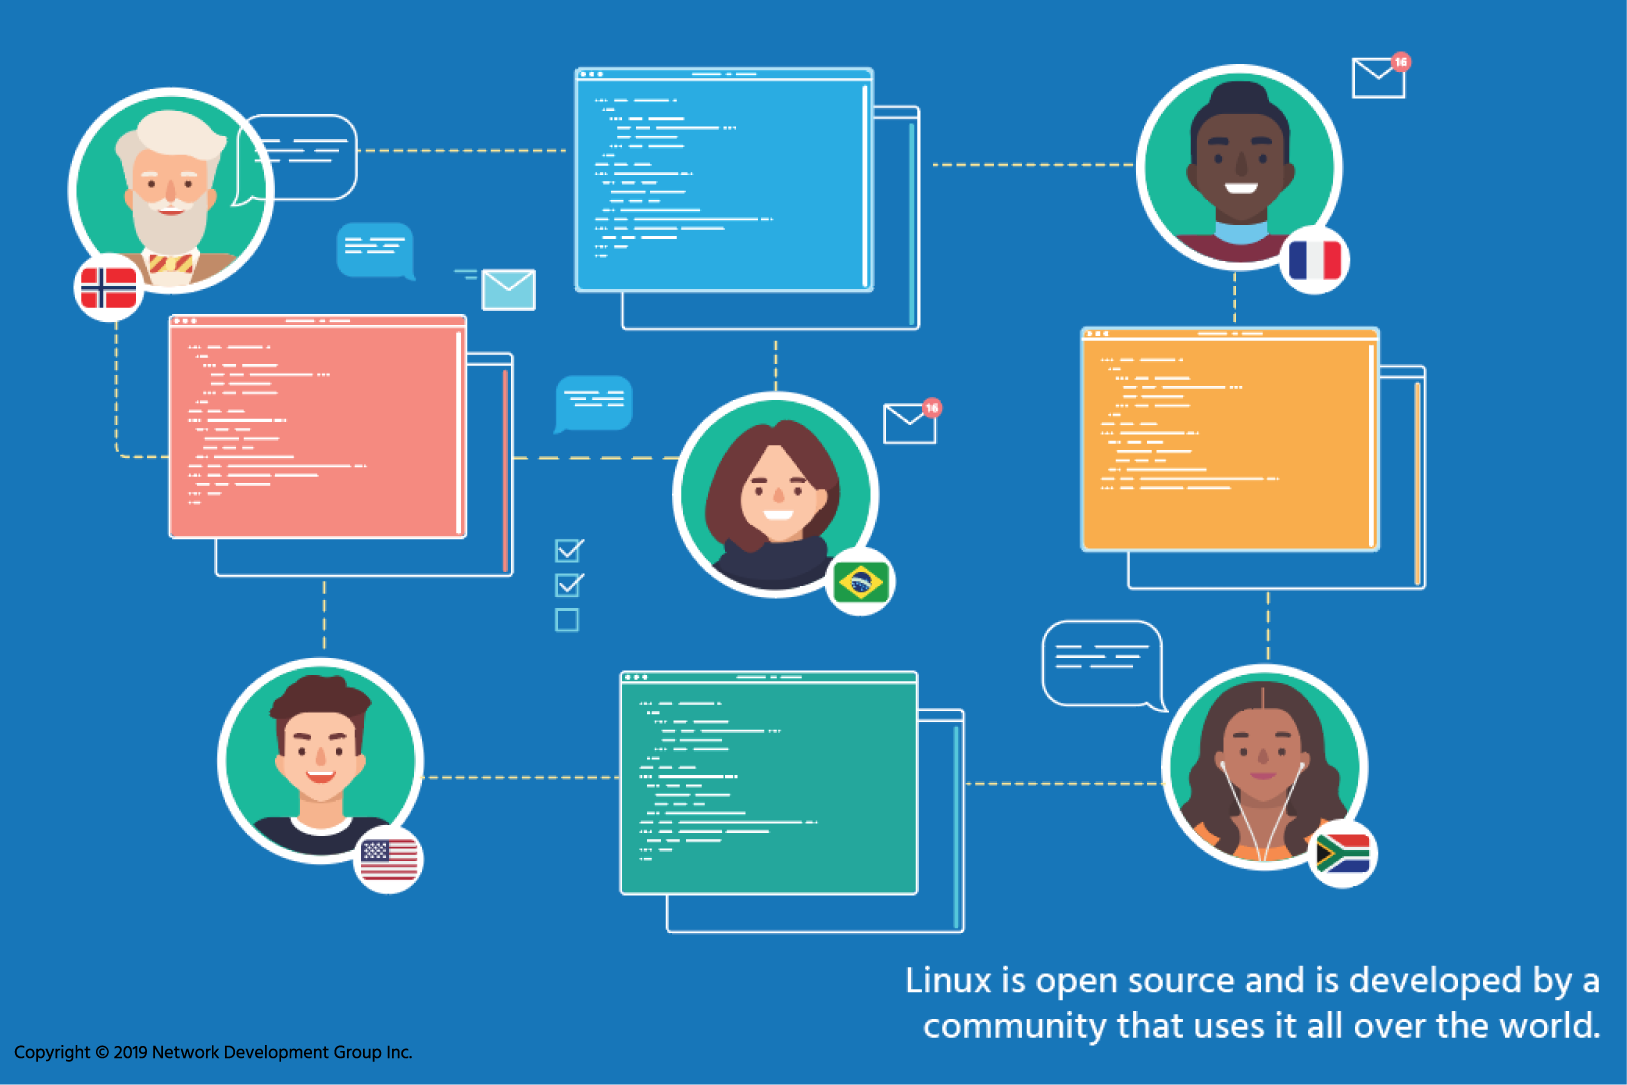 16
16
Linux is open source and is developed by a
community that uses it all over the world.
Copyright © 2019 Network Development Group Inc.